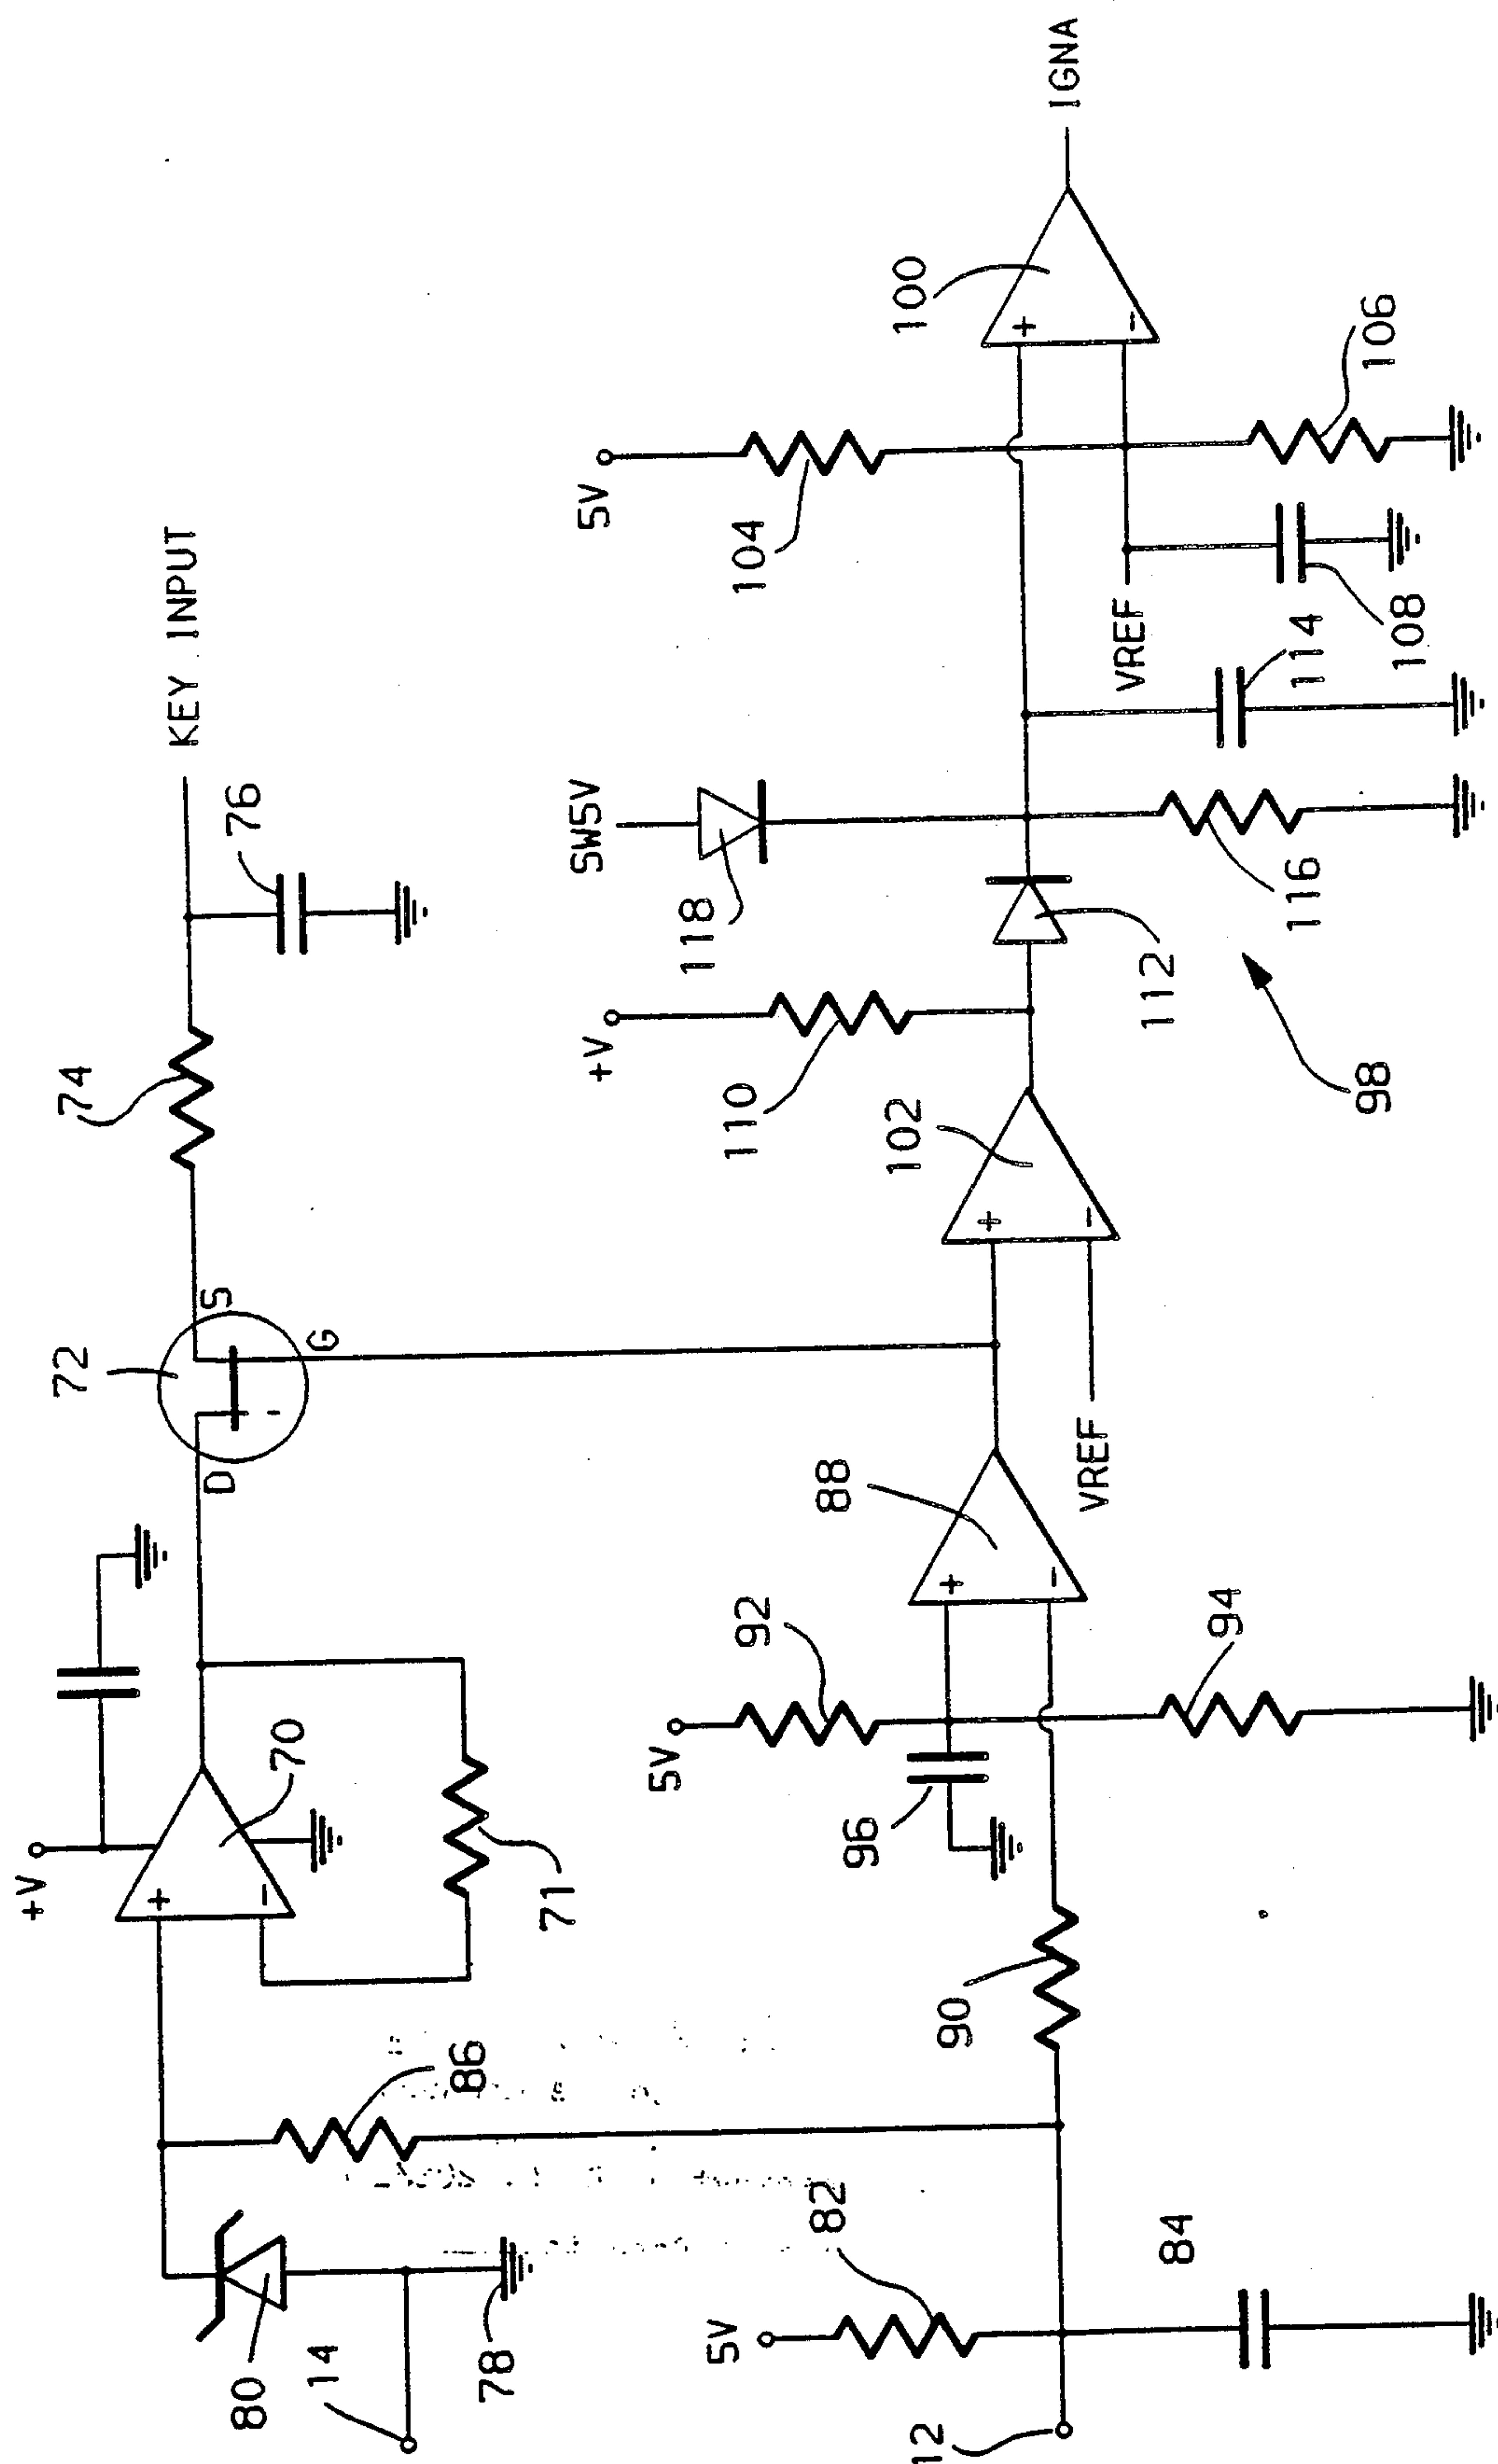 +V
70
71
72
D
S
G
74
KEY INPUT
76
80
14
78
86
5V
82
12
84
90
5V
92
96
94
88
+
-
+
-
VREF
102
+
-
+V
110
112
98
SW5V
118
116
114
VREF
108
5V
104
106
100
+
-
IGNA